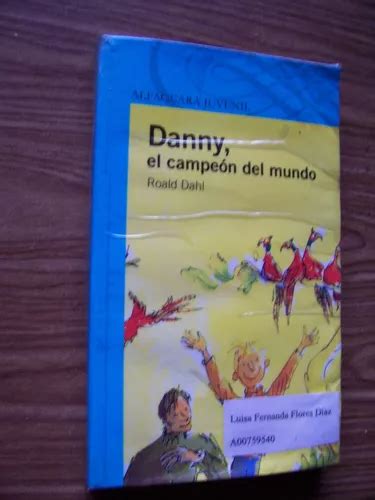 ALFAGUARA JUVENIL
Danny,
el campeón del mundo
Roald Dahl
Luisa Fernanda Flores Díaz
A00759540